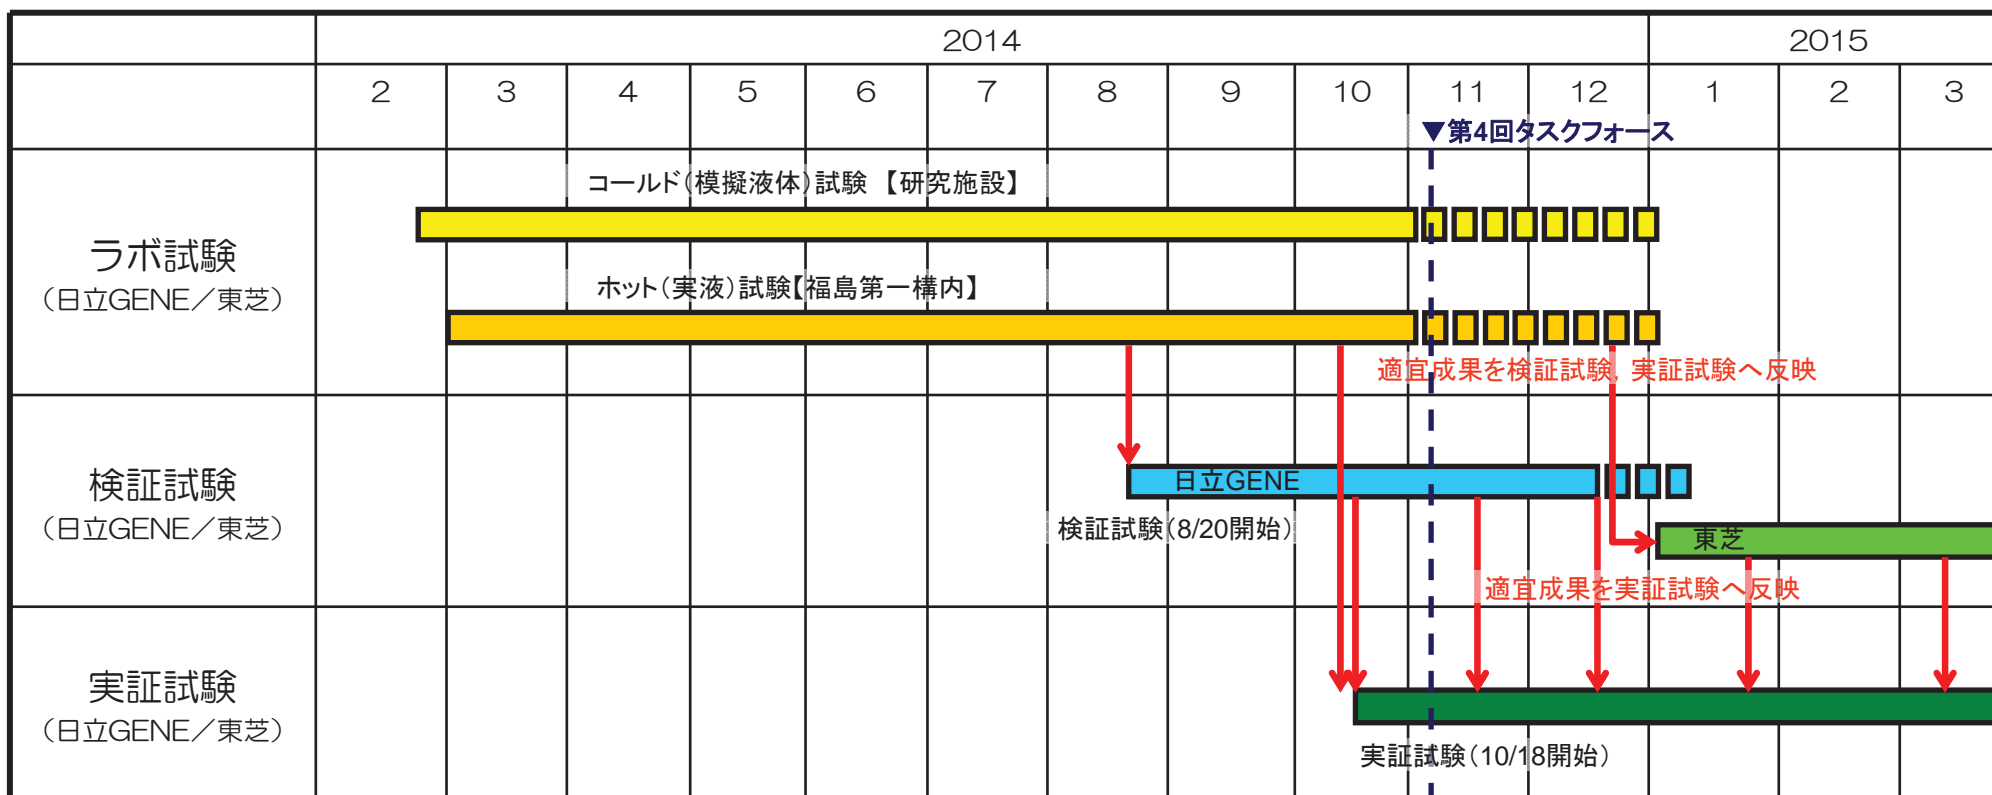 2014
2015
2
3
4
5
6
7
8
9
10
11
12
1
2
3
▼第4回タスクフォース
ラボ試験
（日立GENE／東芝）
コールド（模擬液体）試験 【研究施設】
ホット（実液）試験【福島第一構内】
適宜成果を検証試験, 実証試験へ反映
検証試験
（日立GENE／東芝）
日立GENE
検証試験（8/20開始）
東芝
適宜成果を実証試験へ反映
実証試験
（日立GENE／東芝）
実証試験（10/18開始）